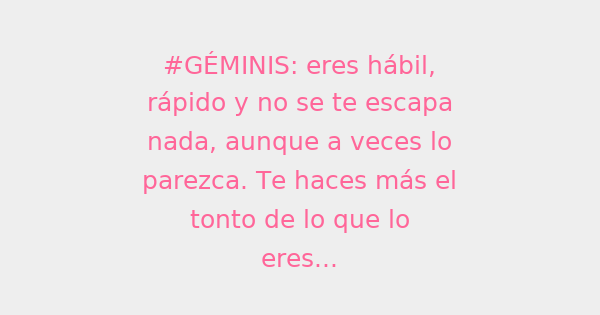 #GÉMINIS: eres hábil,
rápido y no se te escapa
nada, aunque a veces lo
parezca. Te haces más el
tonto de lo que lo
eres...